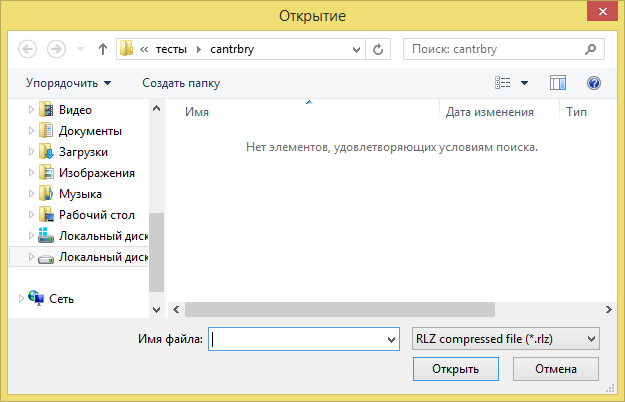 Открытие
« тесты cantrbry
Поиск: cantrbry
Упорядочить Создать папку
Имя Дата изменения Тип
Видео
Документы
Загрузки
Изображения
Музыка
Рабочий стол
Локальный диск
Локальный диск
Сеть
Нет элементов, удовлетворяющих условиям поиска.
Имя файла: RLZ compressed file (*.rlz)
Открыть Отмена